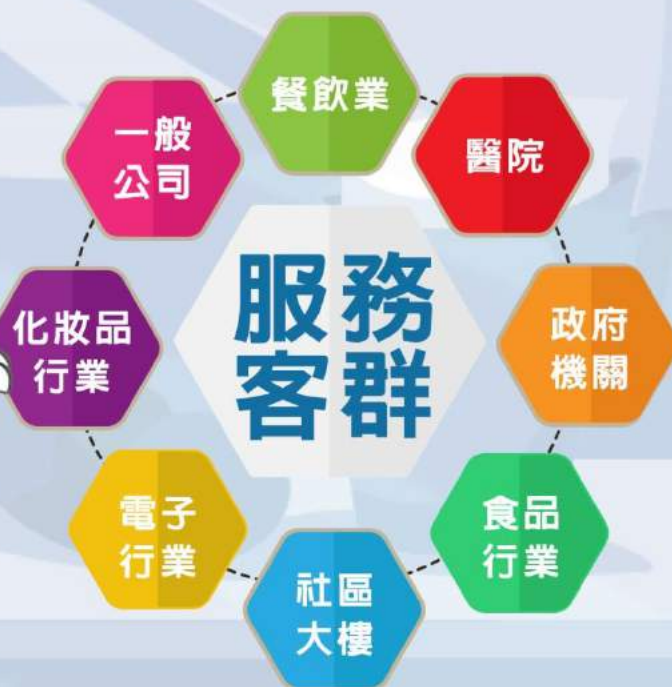 服務
客群
餐飲業
醫院
政府
機關
食品
行業
社區
大樓
電子
行業
化妝品
行業
一般
公司